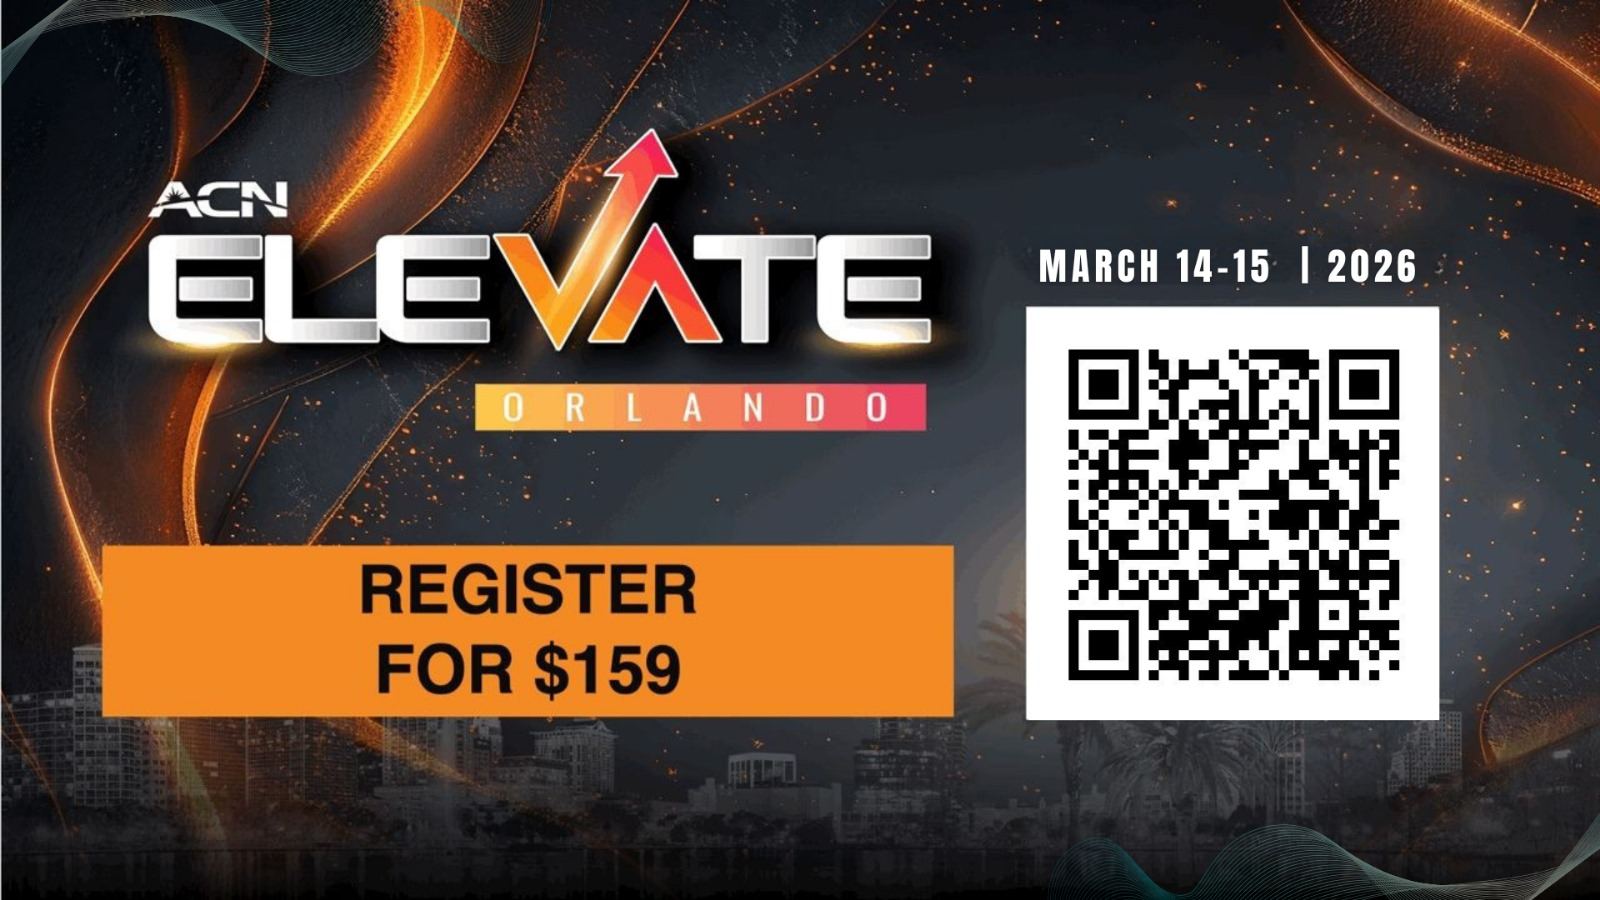 ACN
ELEVATE
ORLANDO
MARCH 14-15 | 2026
REGISTER
FOR $159